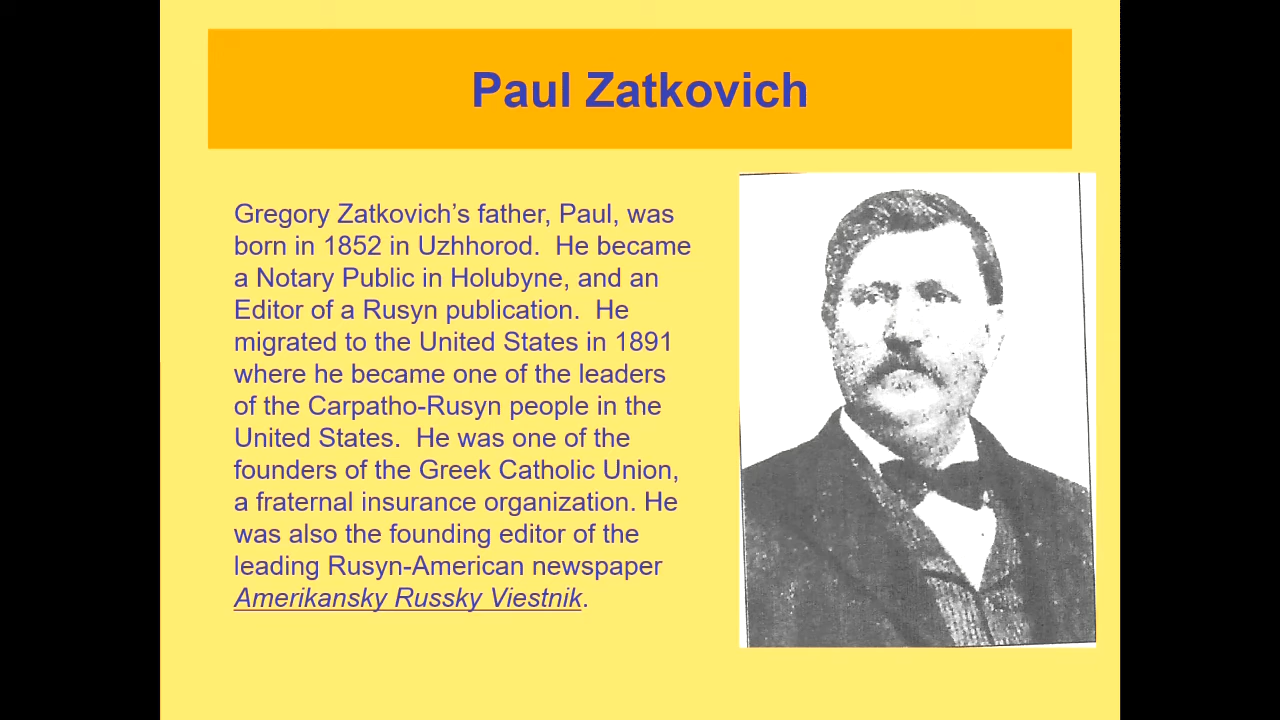 Paul Zatkovich
Gregory Zatkovich’s father, Paul, was
born in 1852 in Uzhhorod.  He became
a Notary Public in Holubyne, and an
Editor of a Rusyn publication.  He
migrated to the United States in 1891
where he became one of the leaders
of the Carpatho-Rusyn people in the
United States.  He was one of the
founders of the Greek Catholic Union,
a fraternal insurance organization. He
was also the founding editor of the
leading Rusyn-American newspaper
Amerikansky Russky Viestnik.